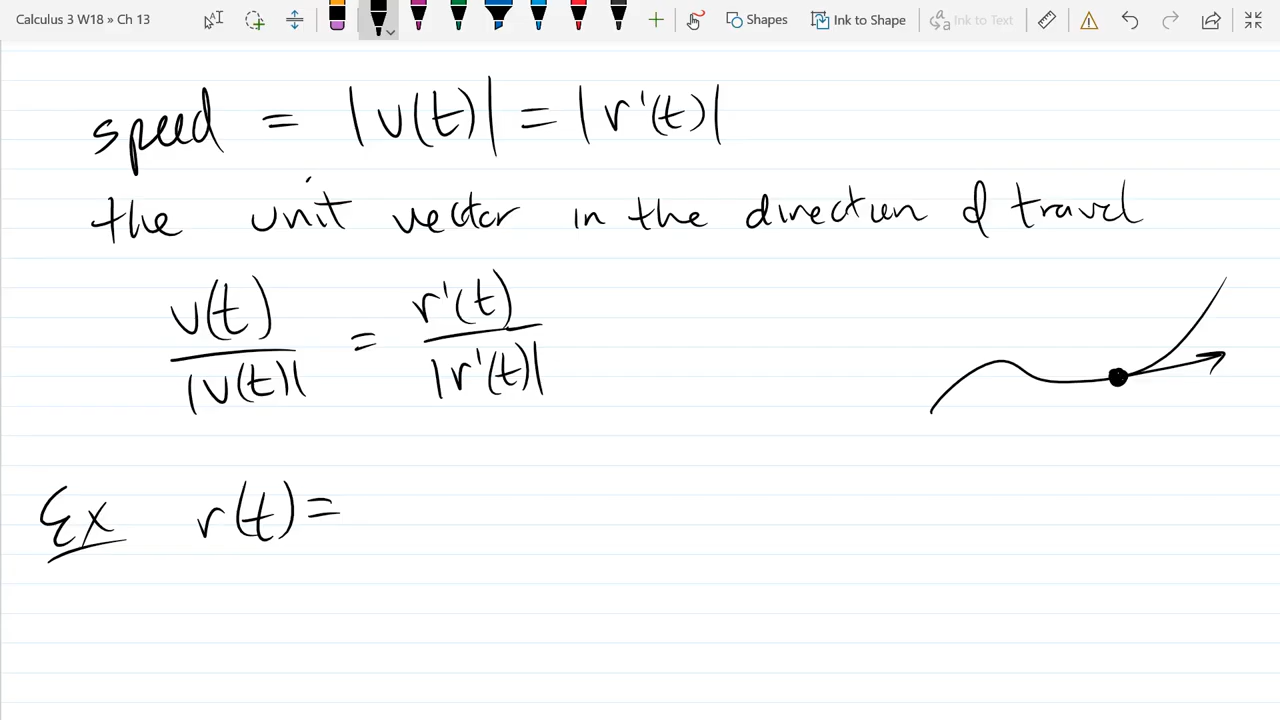 Calculus 3 W18 » Ch 13
Shapes
Ink to Shape
Ink to Text
speed = |v(t)| = |r'(t)|
the unit vector in the direction of travel
v(t)/|v(t)| = r'(t)/|r'(t)|
Ex r(t)=